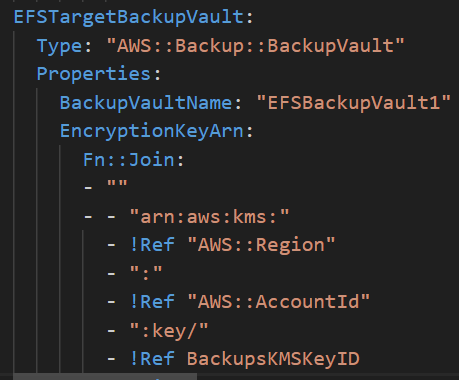 EFSTargetBackupVault:
Type: "AWS::Backup::BackupVault"
Properties:
BackupVaultName: "EFSBackupVault1"
EncryptionKeyArn:
Fn::Join:
- ""
- - "arn:aws:kms:"
- !Ref "AWS::Region"
- ":"
- !Ref "AWS::AccountId"
- ":key/"
- !Ref BackupsKMSKeyID